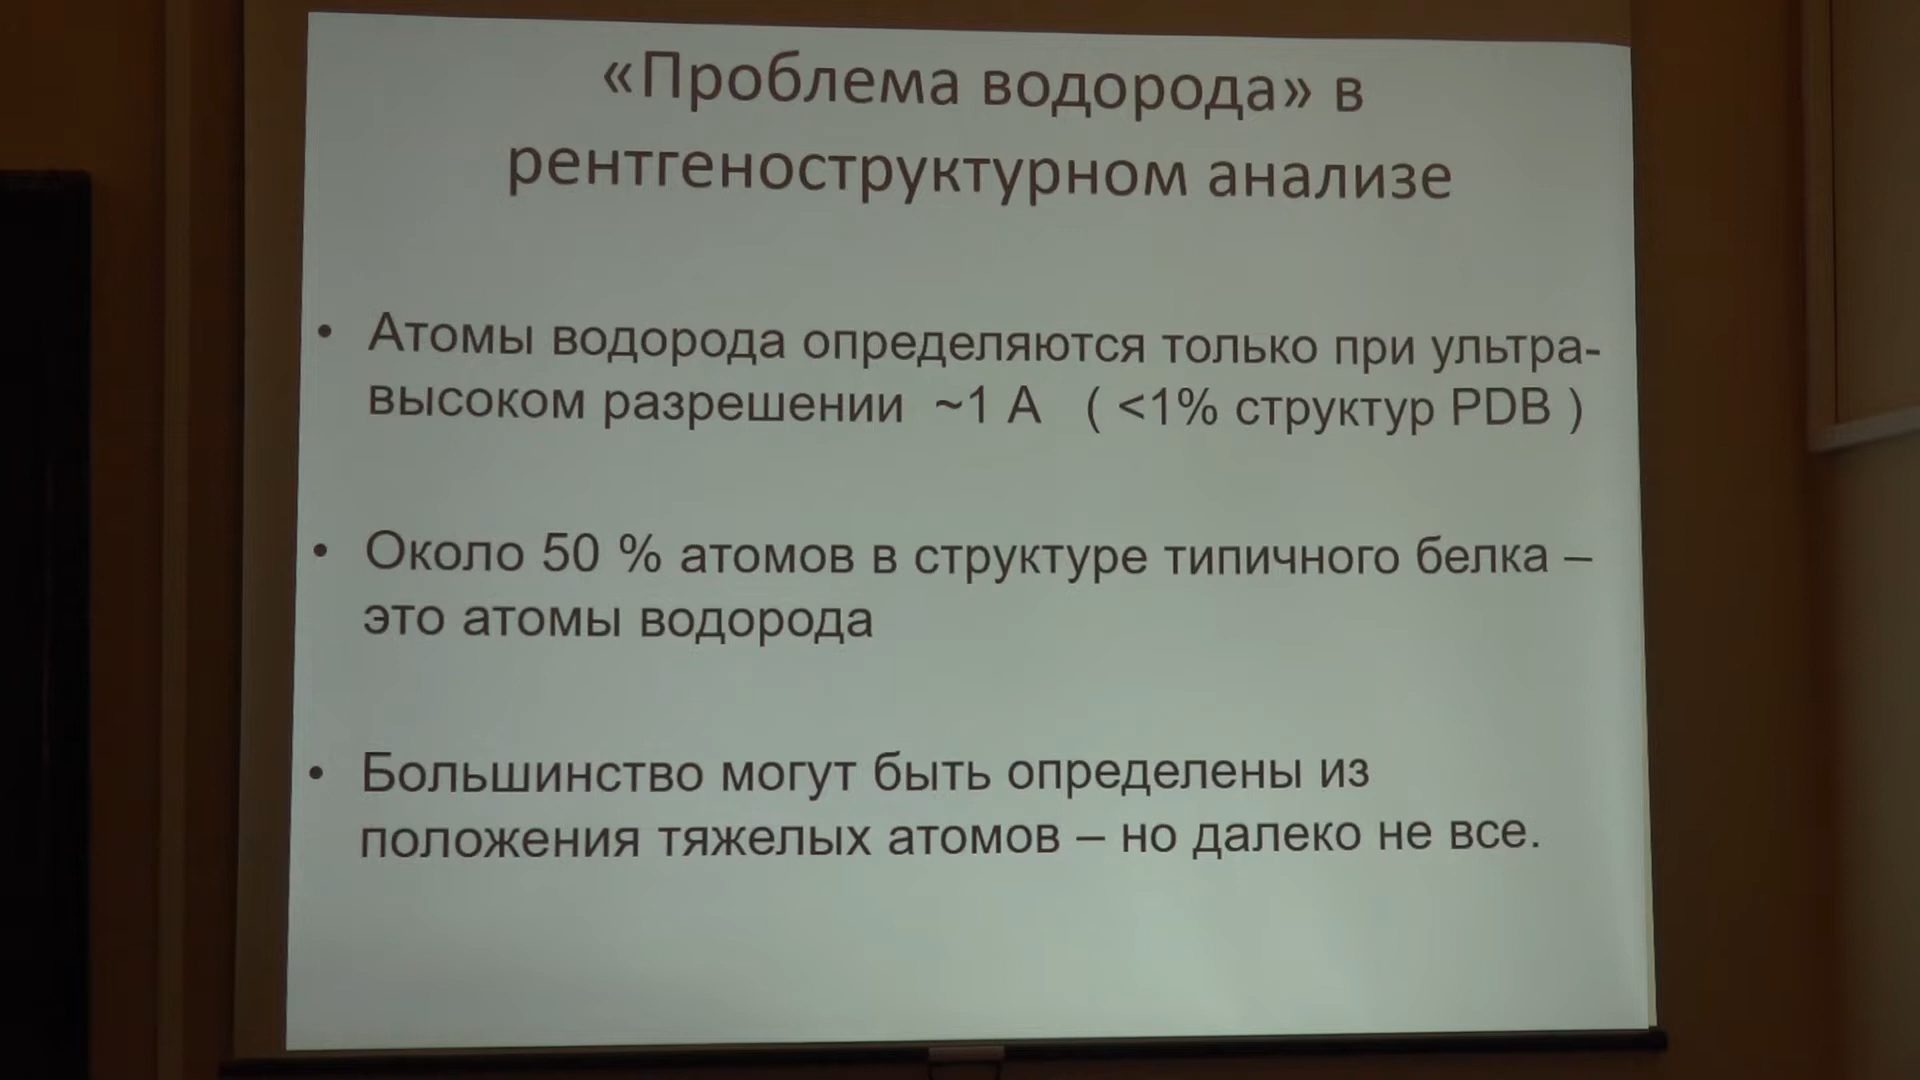 «Проблема водорода» в
рентгеноструктурном анализе
• Атомы водорода определяются только при ультра-
высоком разрешении ~1 А ( <1% структур PDB )
• Около 50 % атомов в структуре типичного белка –
это атомы водорода
• Большинство могут быть определены из
положения тяжелых атомов – но далеко не все.